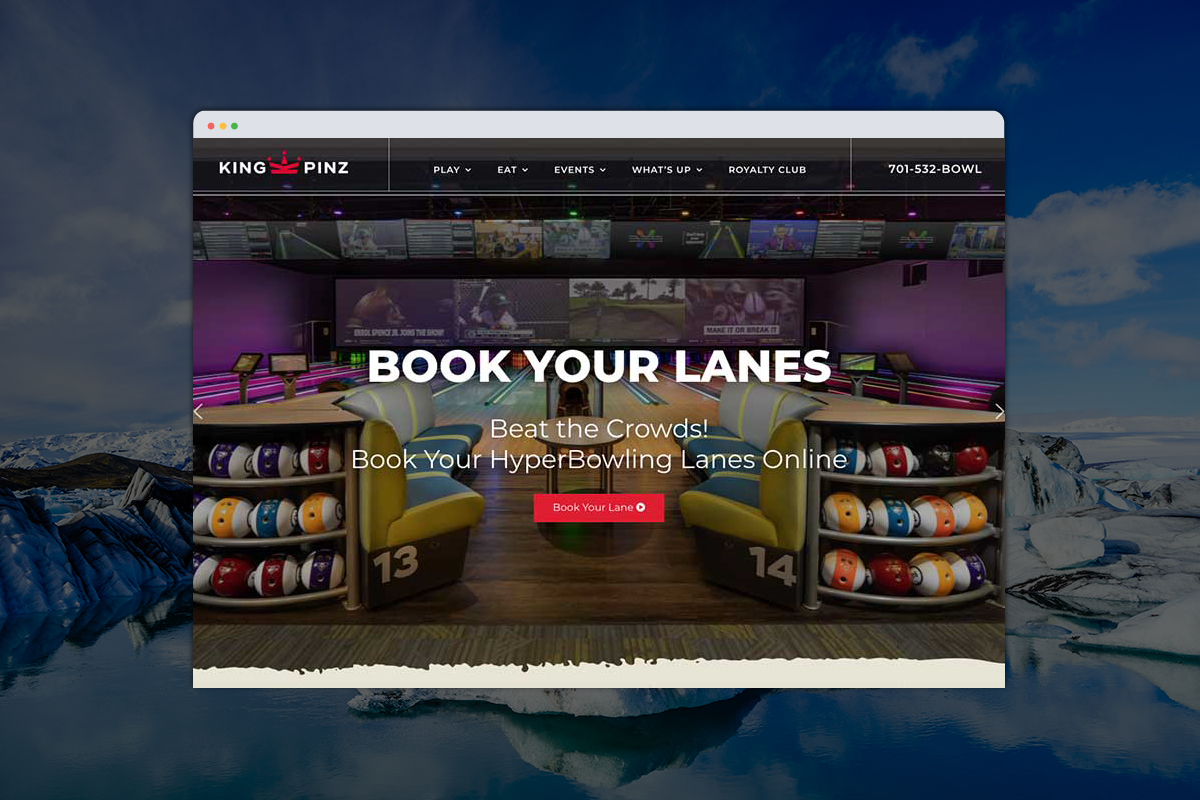 KING PINZ
PLAY EAT EVENTS WHAT'S UP ROYALTY CLUB
701-532-BOWL
ERROL SPENCE JR. JOINS THE SHOW!
MAKE IT OR BREAK IT
BOOK YOUR LANES
Beat the Crowds!
Book Your HyperBowling Lanes Online
Book Your Lane
13
14